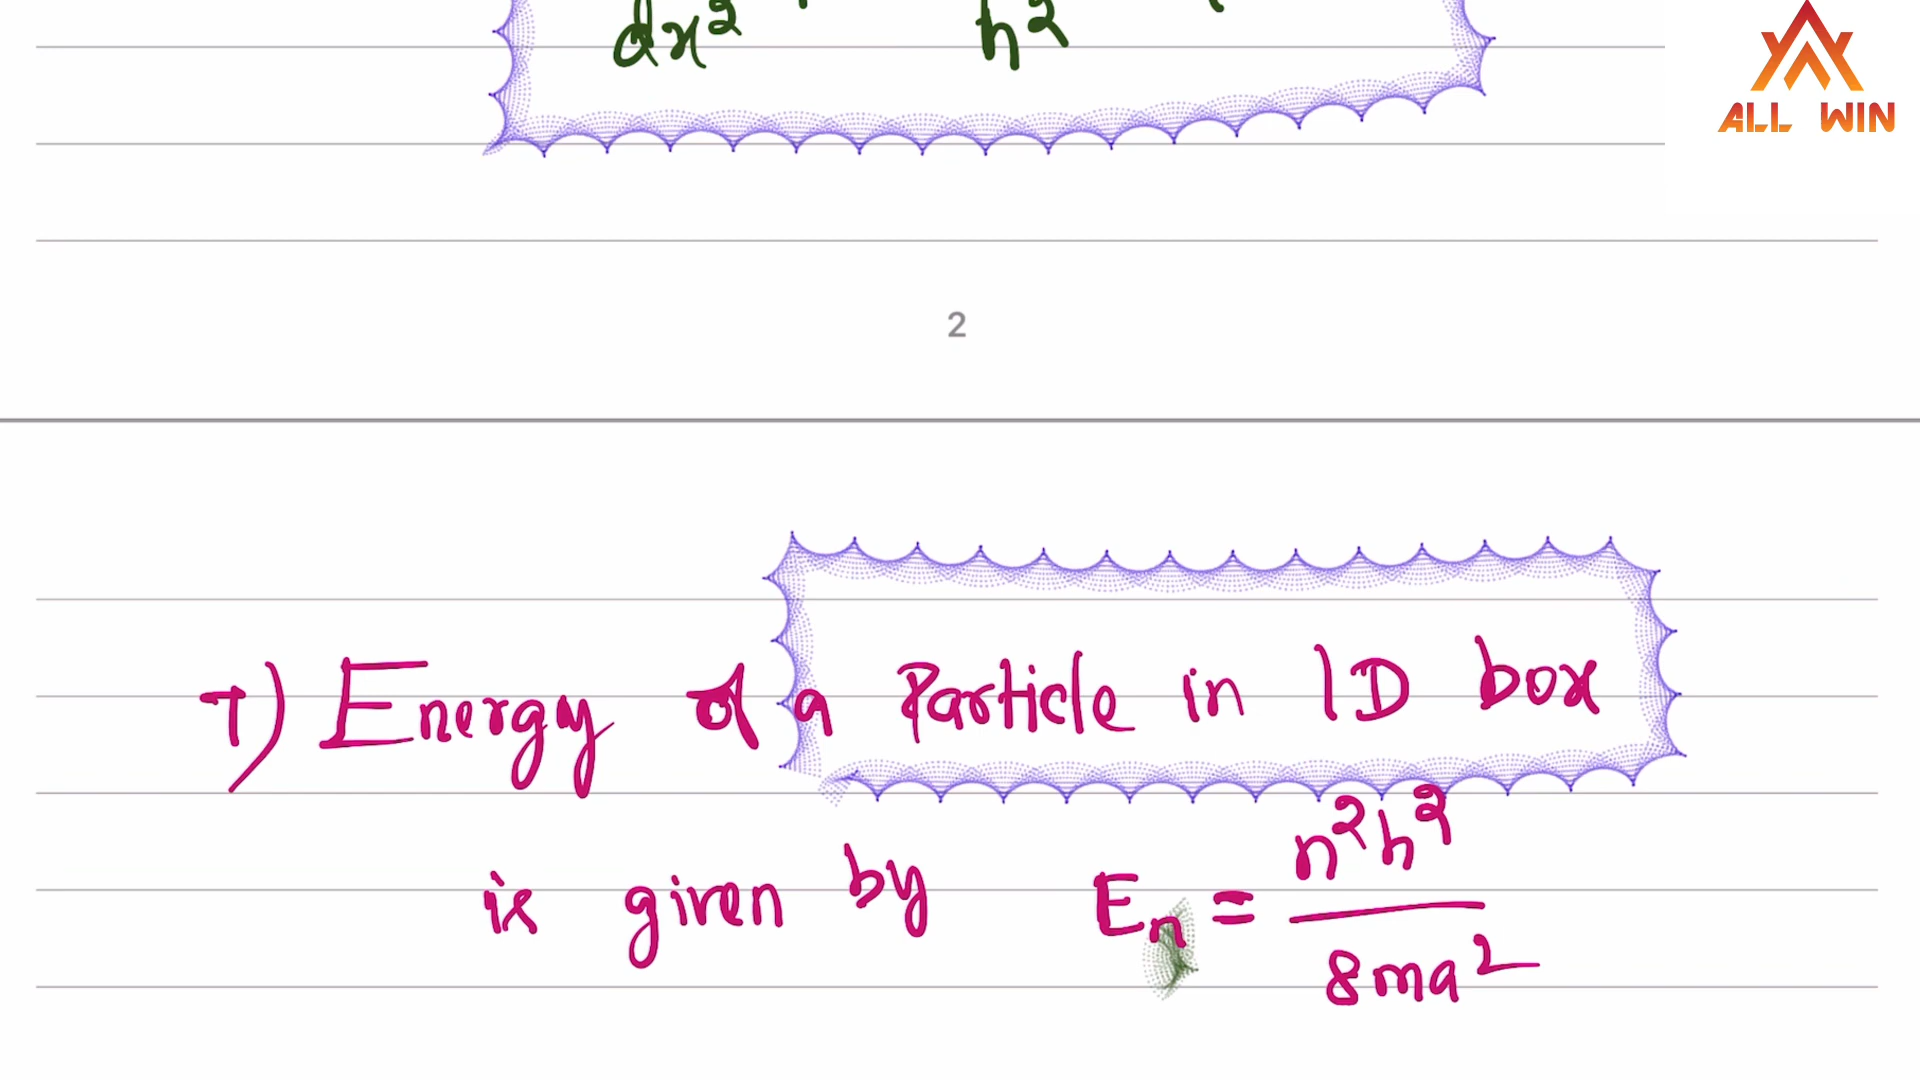 dx² h²
ALL WIN
2
7) Energy of a Particle in 1D box
is given by Eₙ = n²h² / 8ma²